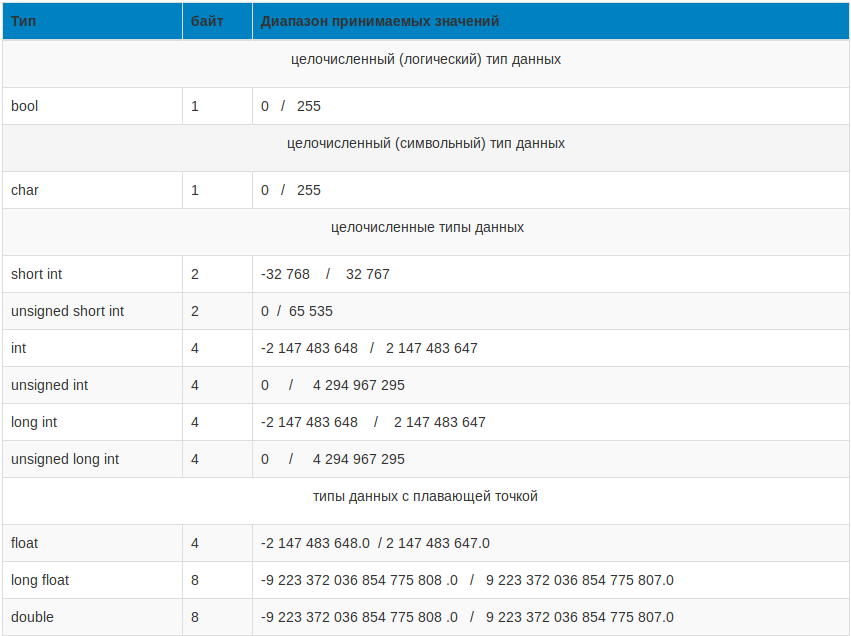 Тип байт Диапазон принимаемых значений
целочисленный (логический) тип данных
bool 1 0 / 255
целочисленный (символьный) тип данных
char 1 0 / 255
целочисленные типы данных
short int 2 -32 768 / 32 767
unsigned short int 2 0 / 65 535
int 4 -2 147 483 648 / 2 147 483 647
unsigned int 4 0 / 4 294 967 295
long int 4 -2 147 483 648 / 2 147 483 647
unsigned long int 4 0 / 4 294 967 295
типы данных с плавающей точкой
float 4 -2 147 483 648.0 / 2 147 483 647.0
long float 8 -9 223 372 036 854 775 808 .0 / 9 223 372 036 854 775 807.0
double 8 -9 223 372 036 854 775 808 .0 / 9 223 372 036 854 775 807.0